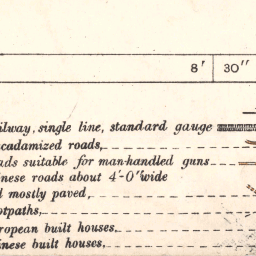 8' 30"
ilway, single line, standard gauge
cadamized roads,
ads suitable for man-handled guns
inese roads about 4'-0" wide
d mostly paved,
otpaths,
ropean built houses,
inese built houses,